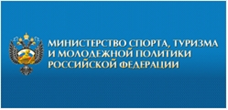 МИНИСТЕРСТВО СПОРТА, ТУРИЗМА
И МОЛОДЕЖНОЙ ПОЛИТИКИ
РОССИЙСКОЙ ФЕДЕРАЦИИ